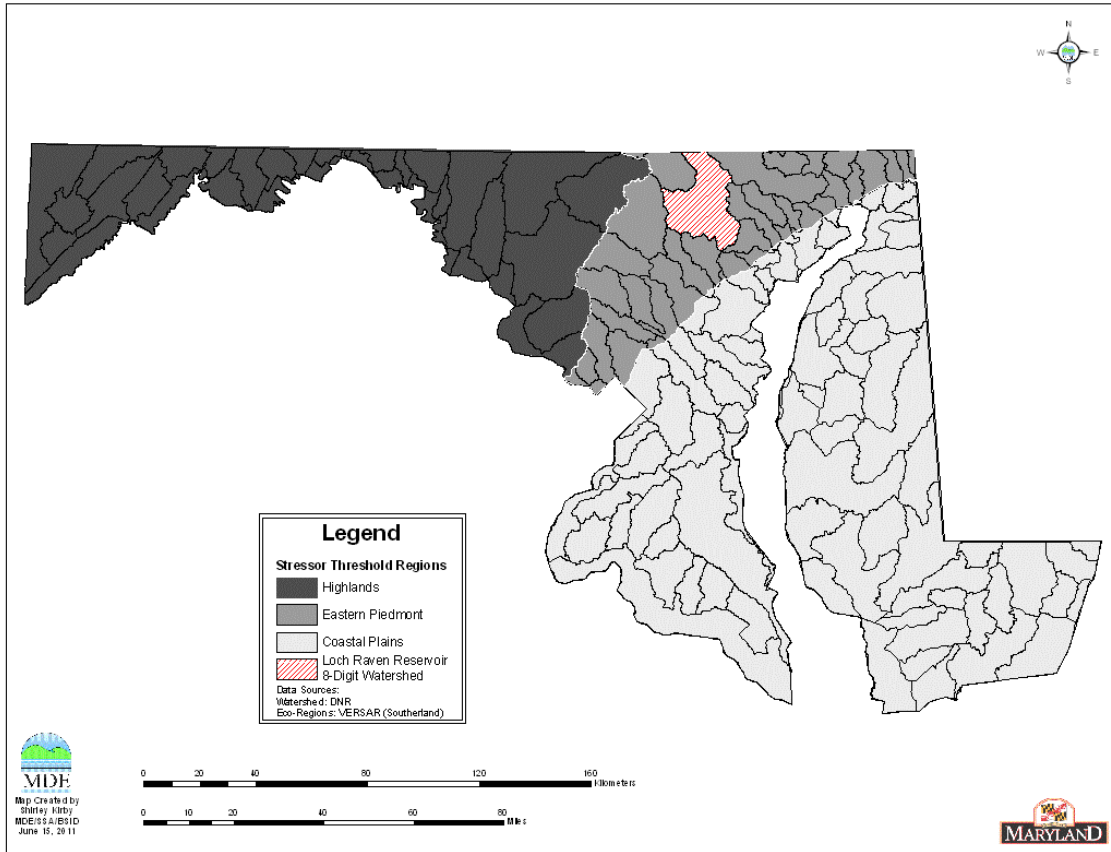 N
W E
S
Legend
Stressor Threshold Regions
Highlands
Eastern Piedmont
Coastal Plains
Loch Raven Reservoir
8-Digit Watershed
Data Sources:
Watershed: DNR
Eco-Regions: VERSAR (Southerland)
MDE
Map Created by
Shirley Kirby
MDE/SSA/BSID
June 15, 2011
0 20 40 80 120 160
Kilometers
0 10 20 40 60 80
Miles
MARYLAND